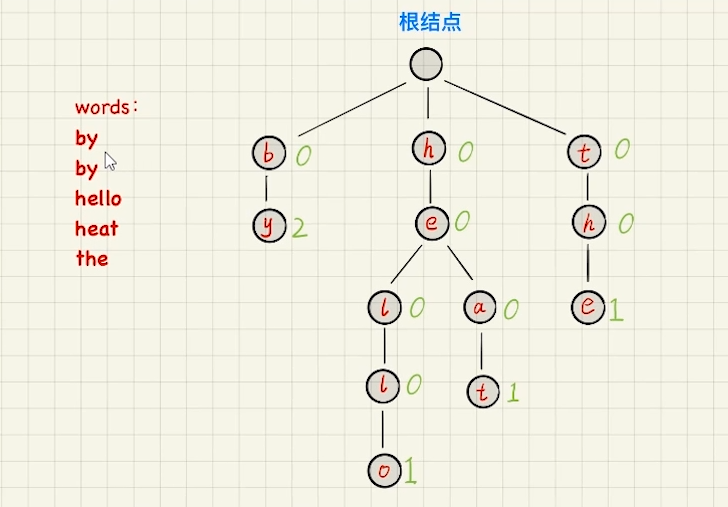 根结点
words:
by
by
hello
heat
the
b 0
h 0
t 0
y 2
e 0
h 0
l 0
a 0
e 1
l 0
t 1
o 1